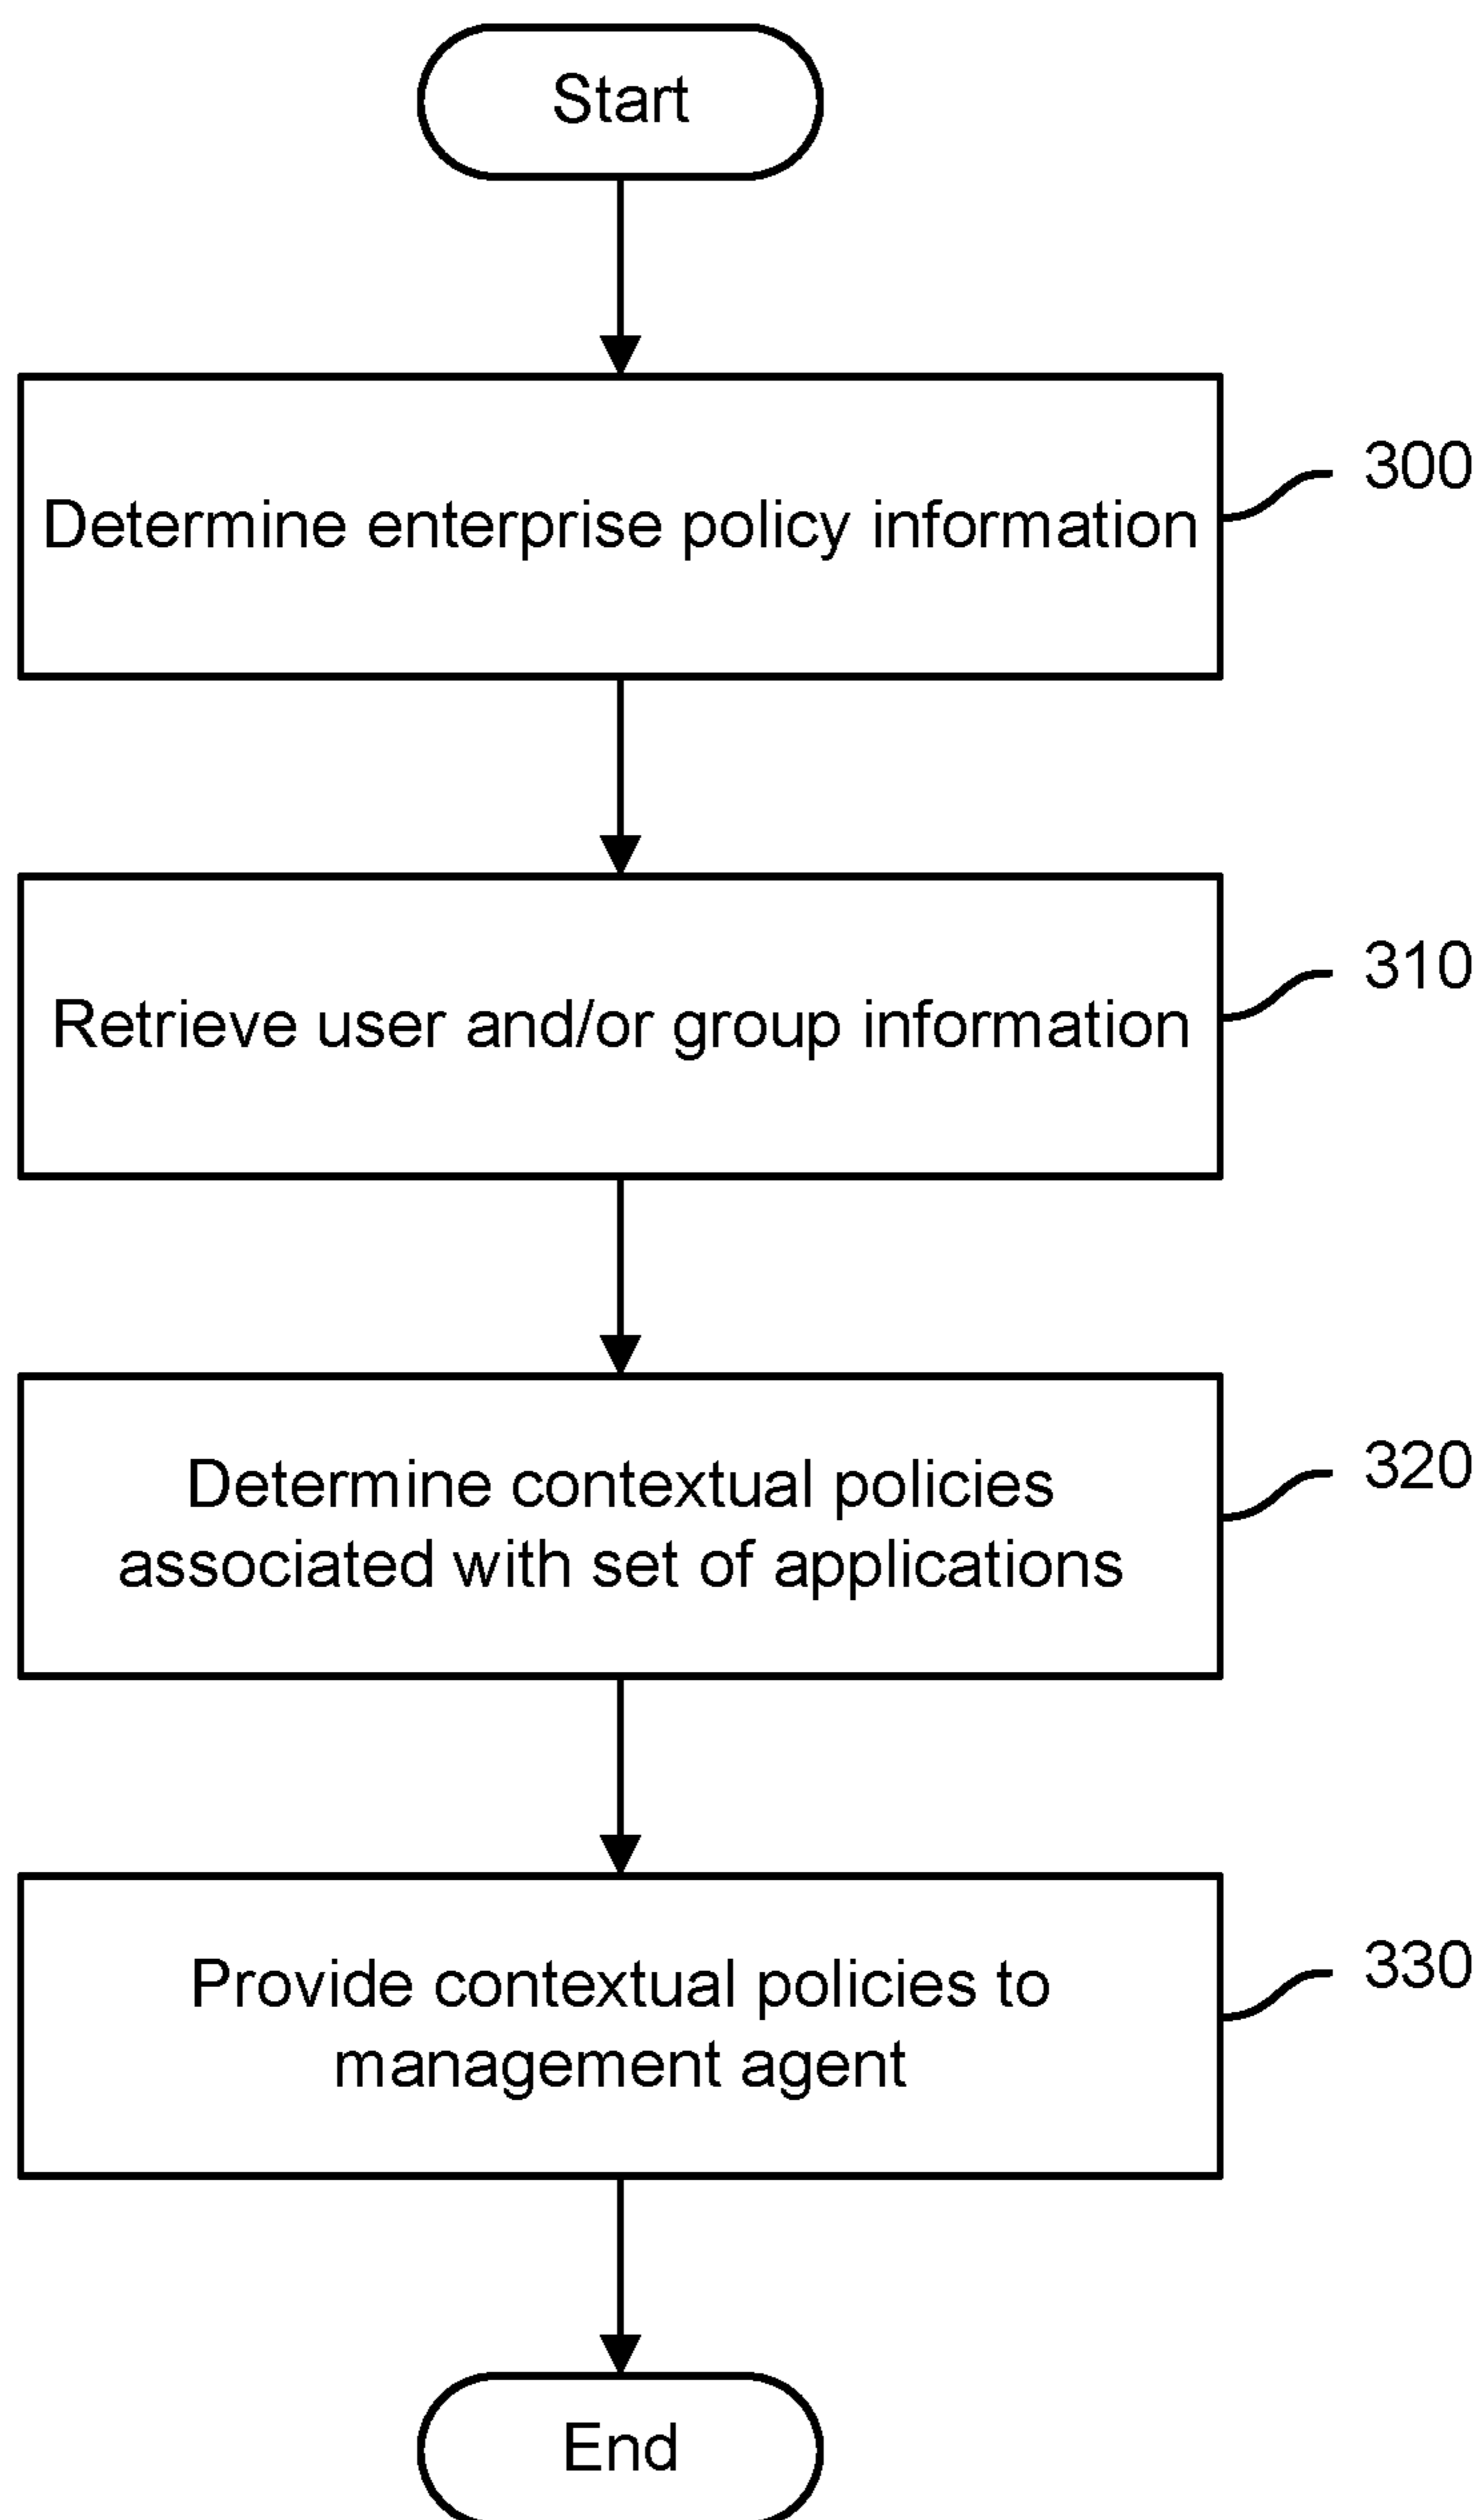 Start
Determine enterprise policy information
300
Retrieve user and/or group information
310
Determine contextual policies
associated with set of applications
320
Provide contextual policies to
management agent
330
End